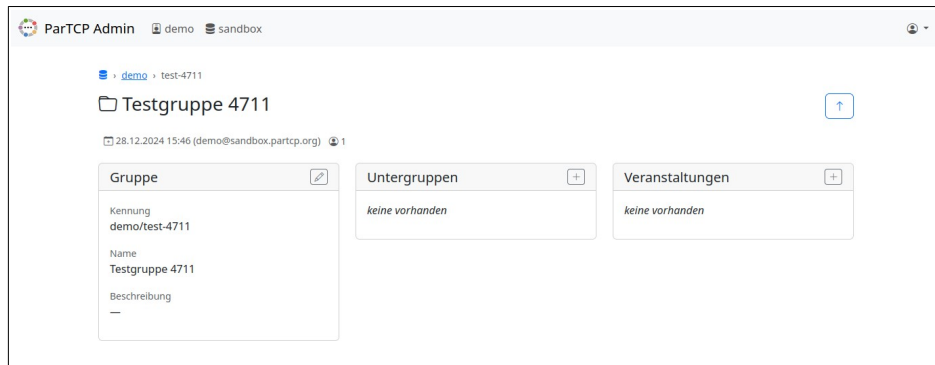 ParTCP Admin demo sandbox
› demo › test-4711
Testgruppe 4711
28.12.2024 15:46 (demo@sandbox.partcp.org) 1
Gruppe
Kennung
demo/test-4711
Name
Testgruppe 4711
Beschreibung
—
Untergruppen
keine vorhanden
Veranstaltungen
keine vorhanden